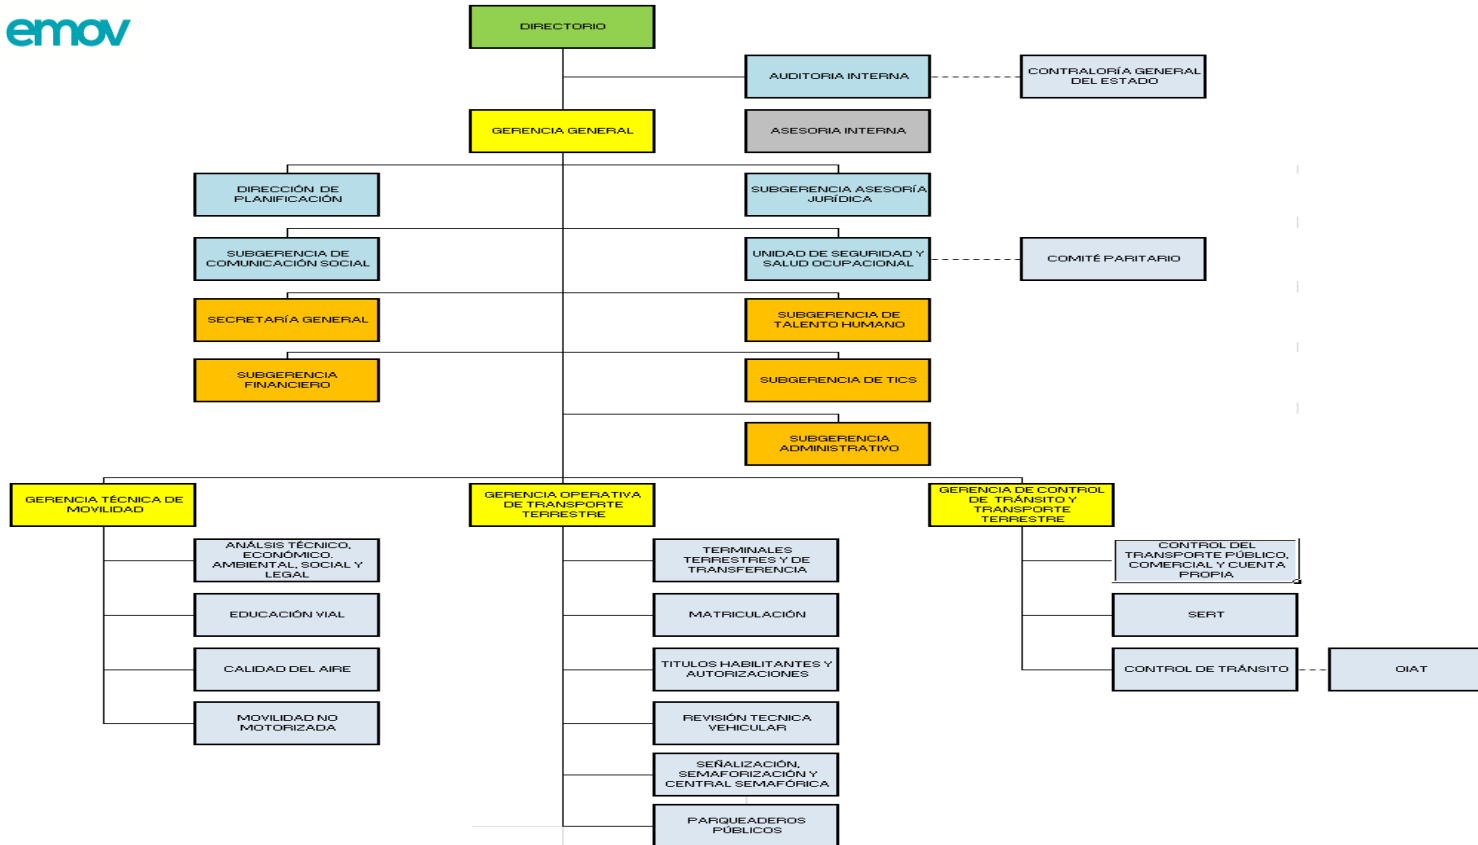 emov
DIRECTORIO
AUDITORIA INTERNA
CONTRALORÍA GENERAL
DEL ESTADO
GERENCIA GENERAL
ASESORIA INTERNA
DIRECCIÓN DE
PLANIFICACIÓN
SUBGERENCIA ASESORÍA
JURÍDICA
SUBGERENCIA DE
COMUNICACIÓN SOCIAL
UNIDAD DE SEGURIDAD Y
SALUD OCUPACIONAL
COMITÉ PARITARIO
SECRETARÍA GENERAL
SUBGERENCIA DE
TALENTO HUMANO
SUBGERENCIA
FINANCIERO
SUBGERENCIA DE TICS
SUBGERENCIA
ADMINISTRATIVO
GERENCIA TÉCNICA DE
MOVILIDAD
GERENCIA OPERATIVA
DE TRANSPORTE
TERRESTRE
GERENCIA DE CONTROL
DE TRÁNSITO Y
TRANSPORTE
TERRESTRE
ANÁLSIS TÉCNICO,
ECONÓMICO,
AMBIENTAL, SOCIAL Y
LEGAL
TERMINALES
TERRESTRES Y DE
TRANSFERENCIA
CONTROL DEL
TRANSPORTE PÚBLICO,
COMERCIAL Y CUENTA
PROPIA
EDUCACIÓN VIAL
MATRICULACIÓN
SERT
CALIDAD DEL AIRE
TITULOS HABILITANTES Y
AUTORIZACIONES
CONTROL DE TRÁNSITO
OIAT
MOVILIDAD NO
MOTORIZADA
REVISIÓN TECNICA
VEHICULAR
SEÑALIZACIÓN,
SEMAFORIZACIÓN Y
CENTRAL SEMAFÓRICA
PARQUEADEROS
PÚBLICOS